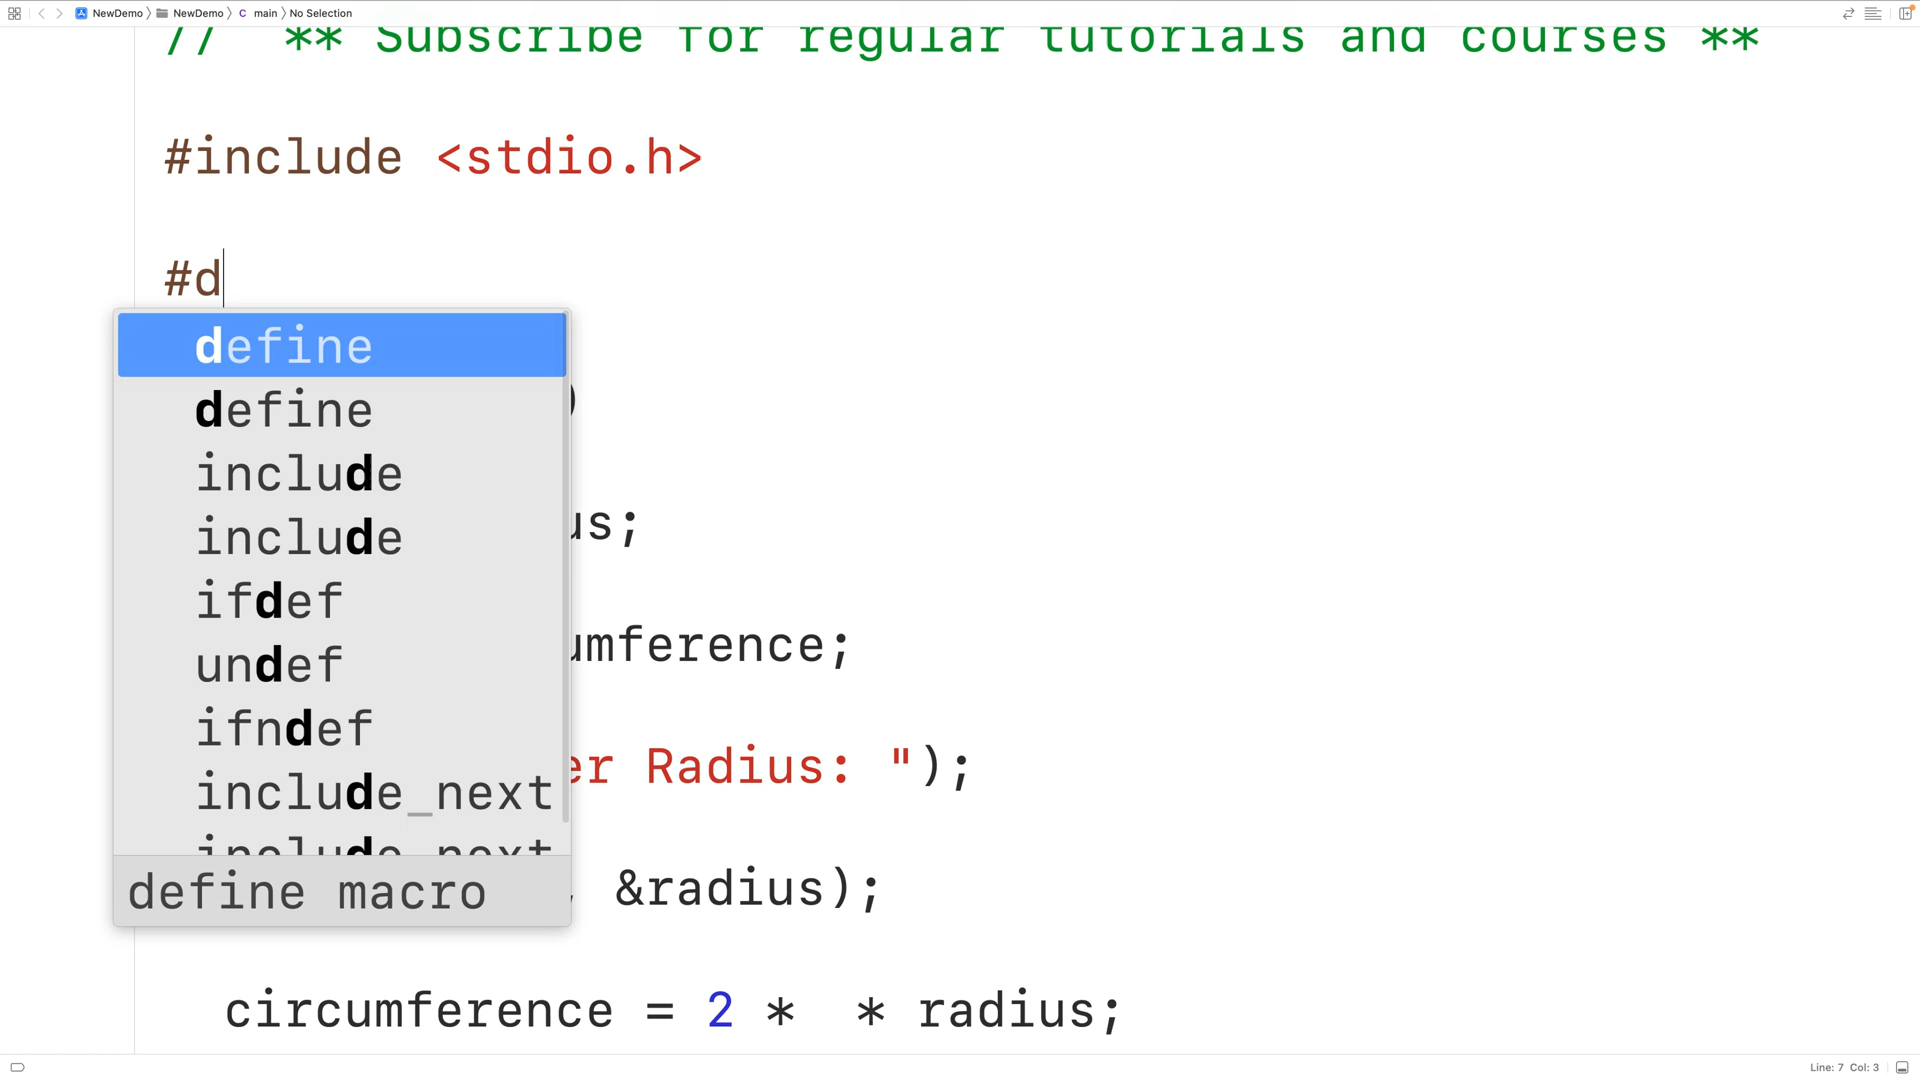 NewDemo 〉 NewDemo 〉 C main 〉 No Selection
// ** Subscribe for regular tutorials and courses **
#include <stdio.h>
#d
define
define
include
include
ifdef
undef
ifndef
include_next
include_next
define macro
)
us;
umference;
er Radius: ");
, &radius);
circumference = 2 *  * radius;
Line: 7 Col: 3